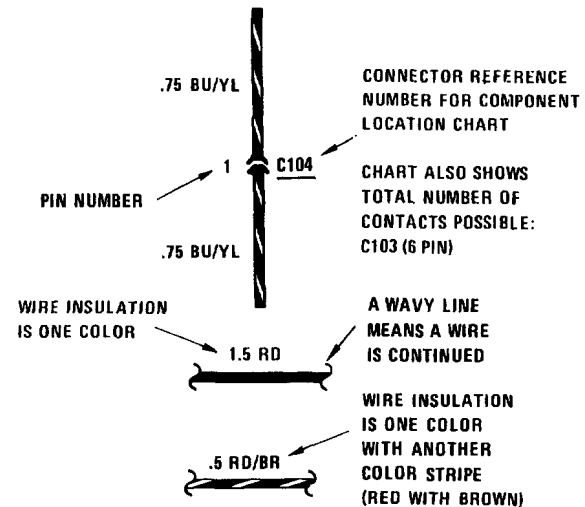 .75 BU/YL
CONNECTOR REFERENCE
NUMBER FOR COMPONENT
LOCATION CHART
1
C104
PIN NUMBER
CHART ALSO SHOWS
TOTAL NUMBER OF
CONTACTS POSSIBLE:
C103 (6 PIN)
.75 BU/YL
WIRE INSULATION
IS ONE COLOR
A WAVY LINE
MEANS A WIRE
IS CONTINUED
1.5 RD
WIRE INSULATION
IS ONE COLOR
WITH ANOTHER
COLOR STRIPE
(RED WITH BROWN)
.5 RD/BR